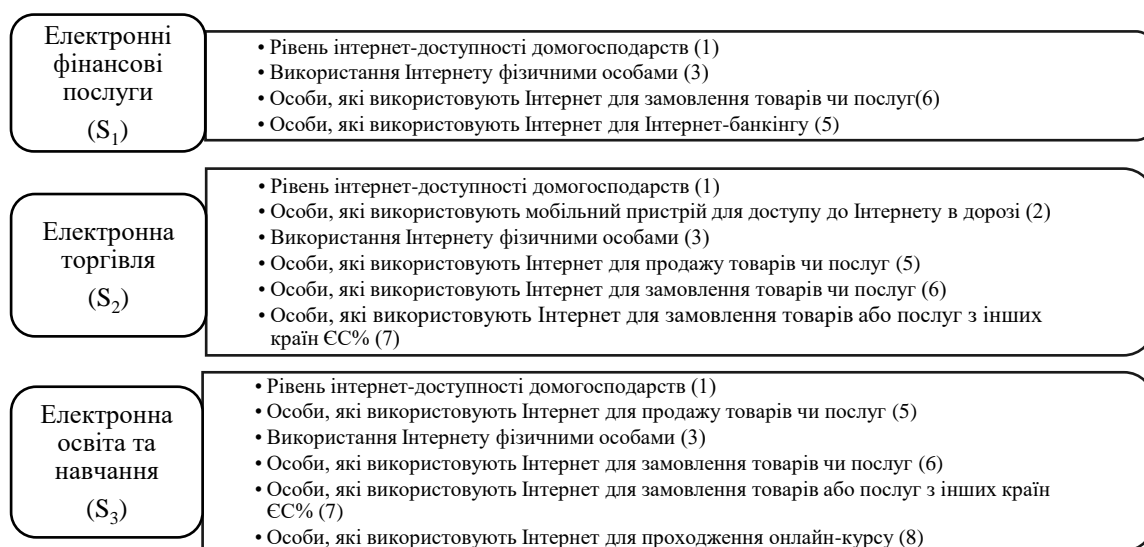 Електронні
фінансові
послуги
(S1)
• Рівень інтернет-доступності домогосподарств (1)
• Використання Інтернету фізичними особами (3)
• Особи, які використовують Інтернет для замовлення товарів чи послуг(6)
• Особи, які використовують Інтернет для Інтернет-банкінгу (5)
Електронна
торгівля
(S2)
• Рівень інтернет-доступності домогосподарств (1)
• Особи, які використовують мобільний пристрій для доступу до Інтернету в дорозі (2)
• Використання Інтернету фізичними особами (3)
• Особи, які використовують Інтернет для продажу товарів чи послуг (5)
• Особи, які використовують Інтернет для замовлення товарів чи послуг (6)
• Особи, які використовують Інтернет для замовлення товарів або послуг з інших
країн ЄС% (7)
Електронна
освіта та
навчання
(S3)
• Рівень інтернет-доступності домогосподарств (1)
• Особи, які використовують Інтернет для продажу товарів чи послуг (5)
• Використання Інтернету фізичними особами (3)
• Особи, які використовують Інтернет для замовлення товарів чи послуг (6)
• Особи, які використовують Інтернет для замовлення товарів або послуг з інших країн
ЄС% (7)
• Особи, які використовують Інтернет для проходження онлайн-курсу (8)